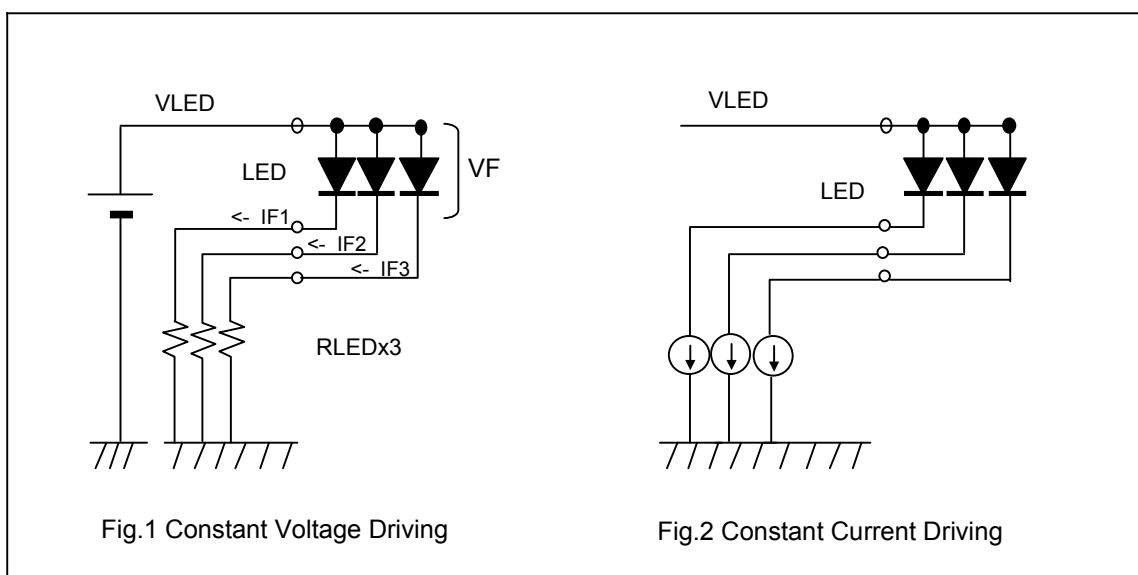 VLED
LED
VF
<- IF1
<- IF2
<- IF3
RLEDx3
Fig.1 Constant Voltage Driving
VLED
LED
Fig.2 Constant Current Driving